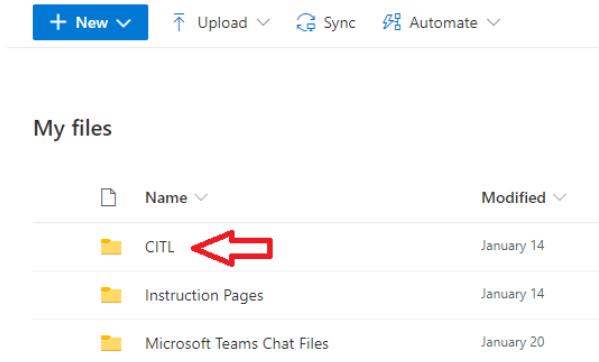 New Upload Sync Automate
My files
Name Modified
CITL January 14
Instruction Pages January 14
Microsoft Teams Chat Files January 20